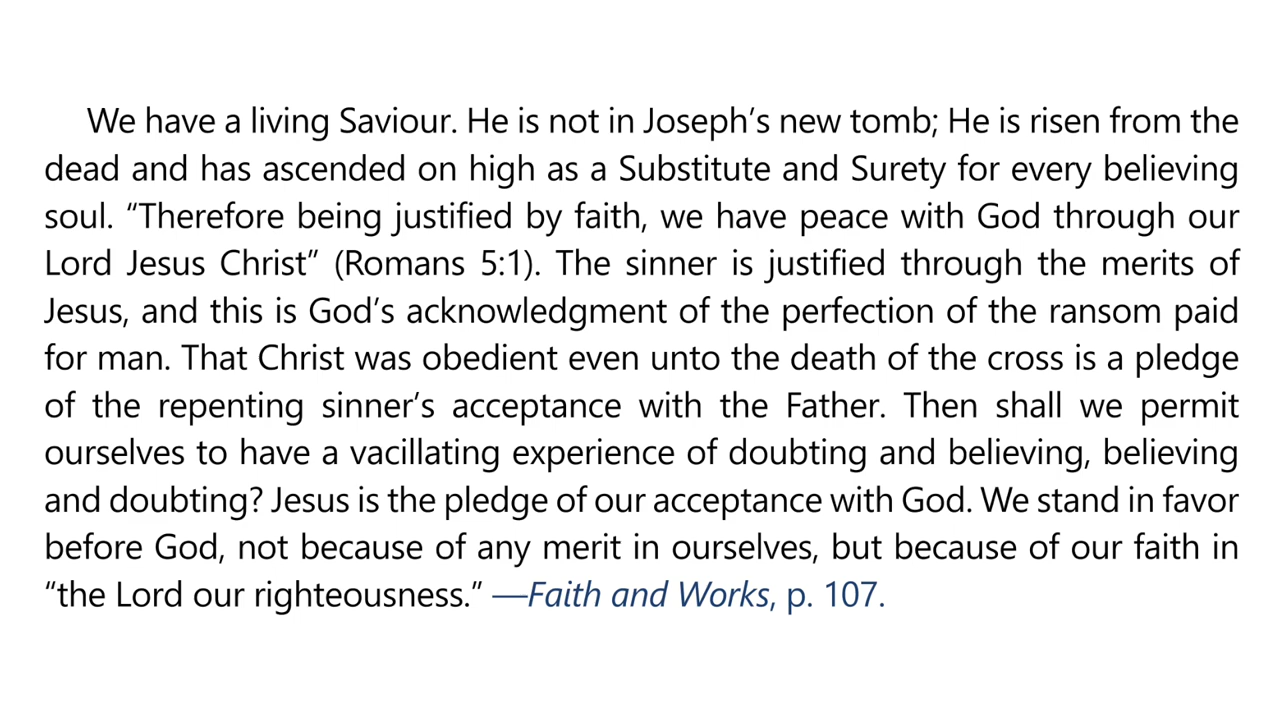 We have a living Saviour. He is not in Joseph’s new tomb; He is risen from the
dead and has ascended on high as a Substitute and Surety for every believing
soul. “Therefore being justified by faith, we have peace with God through our
Lord Jesus Christ” (Romans 5:1). The sinner is justified through the merits of
Jesus, and this is God’s acknowledgment of the perfection of the ransom paid
for man. That Christ was obedient even unto the death of the cross is a pledge
of the repenting sinner’s acceptance with the Father. Then shall we permit
ourselves to have a vacillating experience of doubting and believing, believing
and doubting? Jesus is the pledge of our acceptance with God. We stand in favor
before God, not because of any merit in ourselves, but because of our faith in
“the Lord our righteousness.” —Faith and Works, p. 107.